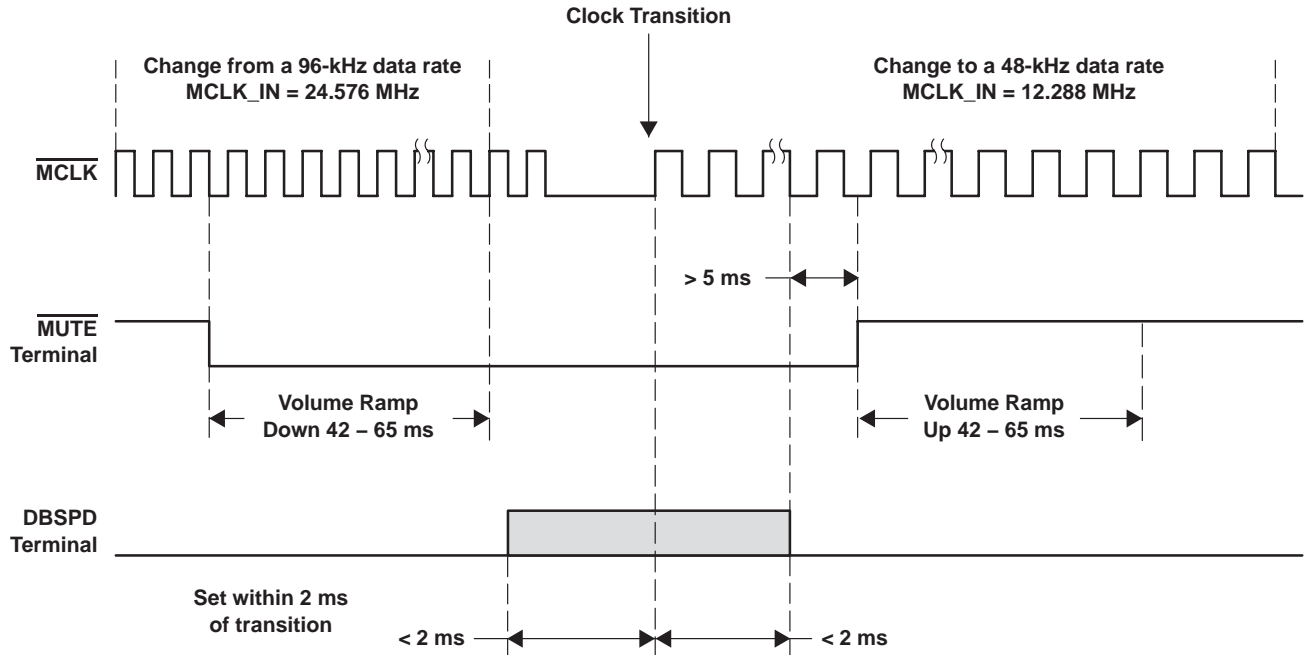 Clock Transition
Change from a 96-kHz data rate
MCLK_IN = 24.576 MHz
Change to a 48-kHz data rate
MCLK_IN = 12.288 MHz
MCLK
> 5 ms
MUTE
Terminal
Volume Ramp
Down 42 – 65 ms
Volume Ramp
Up 42 – 65 ms
DBSPD
Terminal
Set within 2 ms
of transition
< 2 ms
< 2 ms